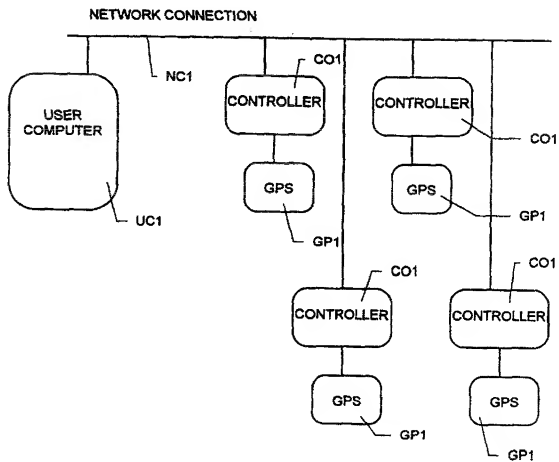 NETWORK CONNECTION
NC1
CO1
CONTROLLER
CONTROLLER
CO1
USER
COMPUTER
UC1
GPS
GP1
GPS
GP1
CO1
CONTROLLER
CO1
CONTROLLER
GPS
GP1
GPS
GP1